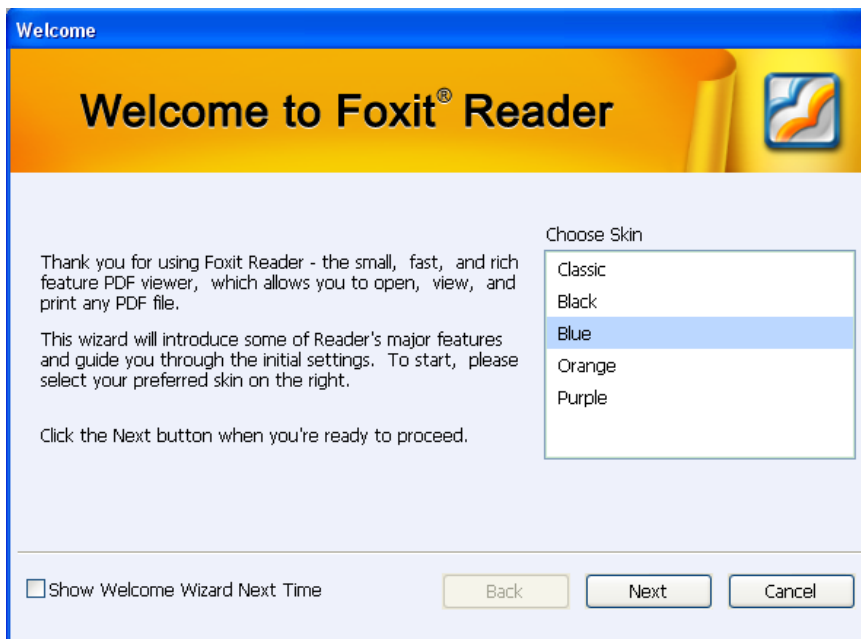 Welcome
Welcome to Foxit® Reader
Choose Skin
Thank you for using Foxit Reader - the small, fast, and rich
feature PDF viewer, which allows you to open, view, and
print any PDF file.
This wizard will introduce some of Reader's major features
and guide you through the initial settings. To start, please
select your preferred skin on the right.
Click the Next button when you're ready to proceed.
Classic
Black
Blue
Orange
Purple
Show Welcome Wizard Next Time
Back
Next
Cancel